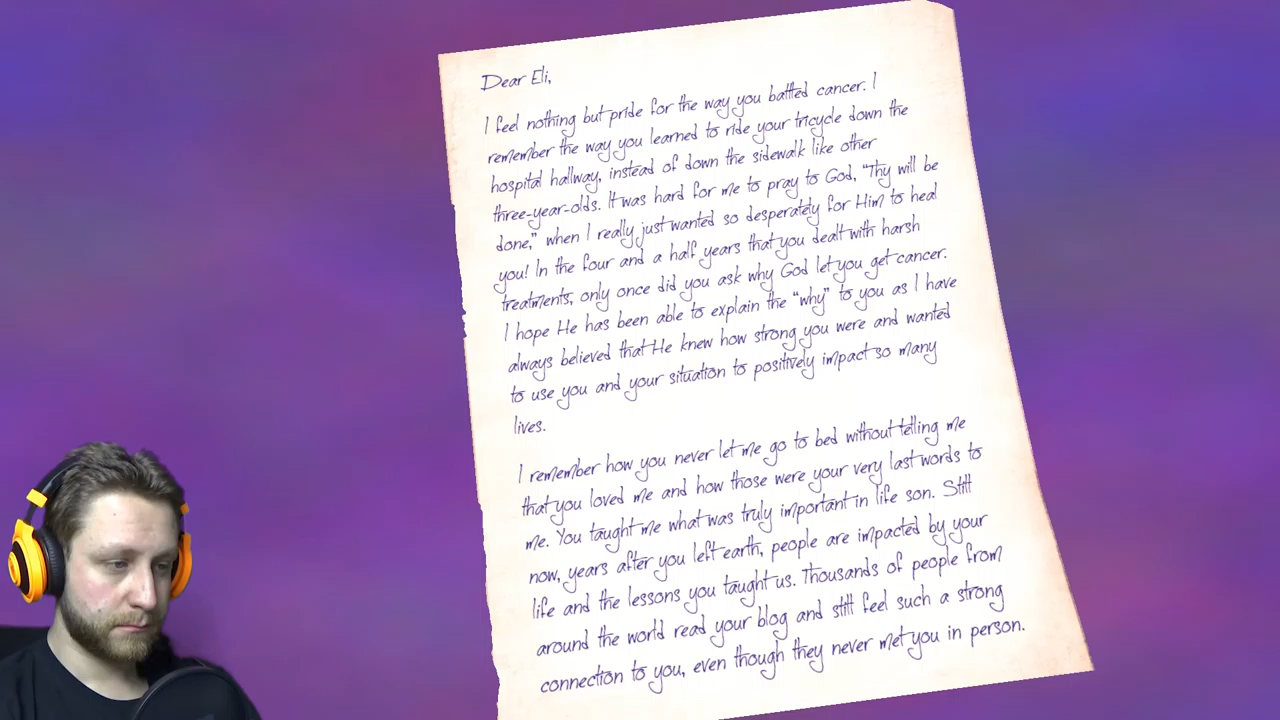 Dear Eli,
I feel nothing but pride for the way you battled cancer. I
remember the way you learned to ride your tricycle down the
hospital hallway, instead of down the sidewalk like other
three-year-olds. It was hard for me to pray to God, "Thy will be
done," when I really just wanted so desperately for Him to heal
you! In the four and a half years that you dealt with harsh
treatments, only once did you ask why God let you get cancer.
I hope He has been able to explain the "why" to you as I have
always believed that He knew how strong you were and wanted
to use you and your situation to positively impact so many
lives.
I remember how you never let me go to bed without telling me
that you loved me and how those were your very last words to
me. You taught me what was truly important in life son. Still
now, years after you left earth, people are impacted by your
life and the lessons you taught us. Thousands of people from
around the world read your blog and still feel such a strong
connection to you, even though they never met you in person.